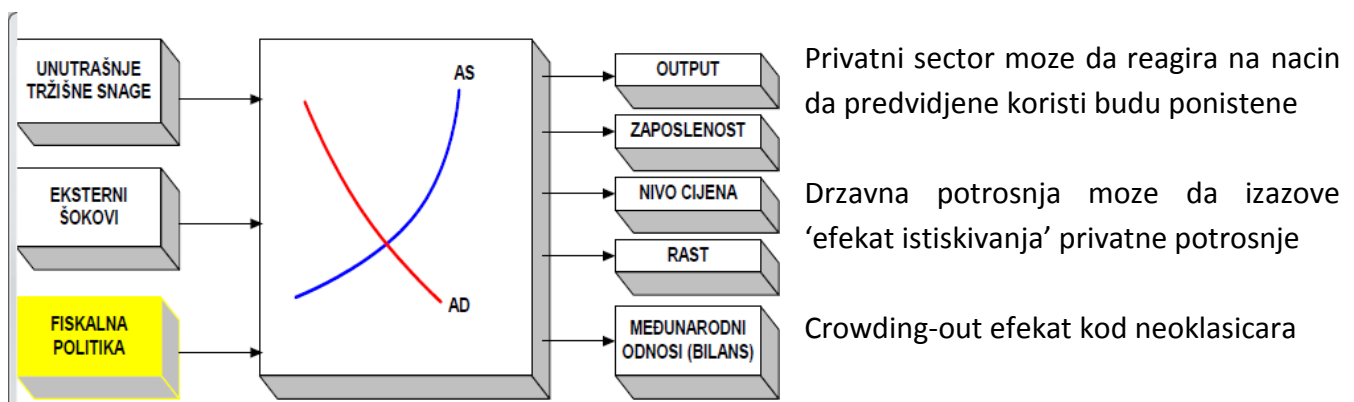 UNUTRAŠNJE
TRŽIŠNE SNAGE
EKSTERNI
ŠOKOVI
FISKALNA
POLITIKA
AS
AD
OUTPUT
ZAPOSLENOST
NIVO CIJENA
RAST
MEĐUNARODNI
ODNOSI (BILANS)
Privatni sector moze da reagira na nacin
da predvidjene koristi budu ponistene
Drzavna potrosnja moze da izazove
‘efekat istiskivanja’ privatne potrosnje
Crowding-out efekat kod neoklasicara